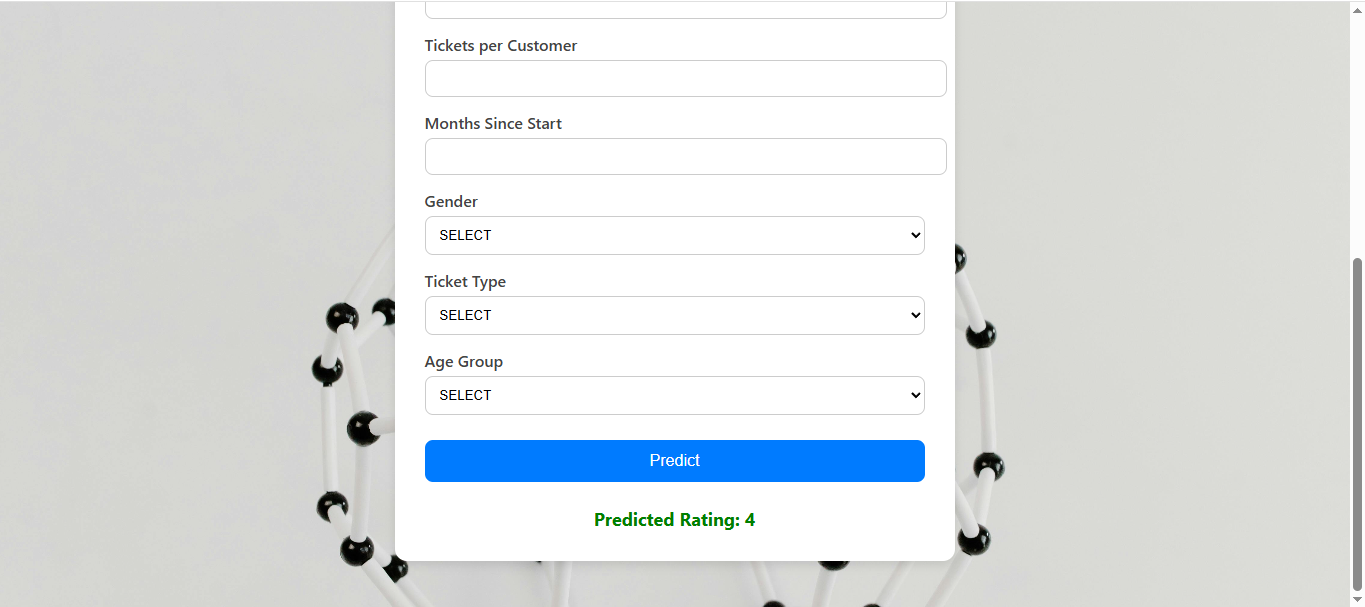 Tickets per Customer
Months Since Start
Gender
SELECT
Ticket Type
SELECT
Age Group
SELECT
Predict
Predicted Rating: 4